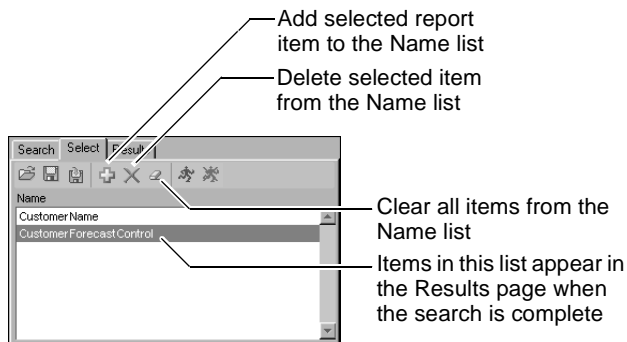 Add selected report
item to the Name list
Delete selected item
from the Name list
Search Select Results
Name
CustomerName
CustomerForecastControl
Clear all items from the
Name list
Items in this list appear in
the Results page when
the search is complete